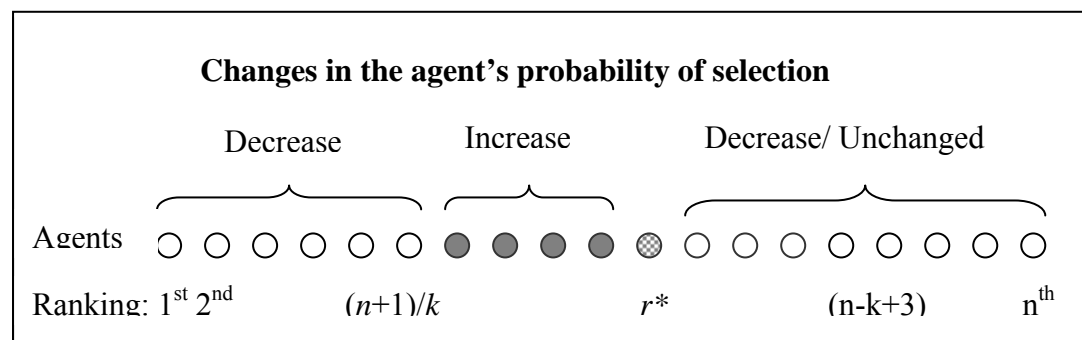 Changes in the agent’s probability of selection
Decrease Increase Decrease/ Unchanged
Agents
Ranking: 1st 2nd (n+1)/k r* (n-k+3) nth